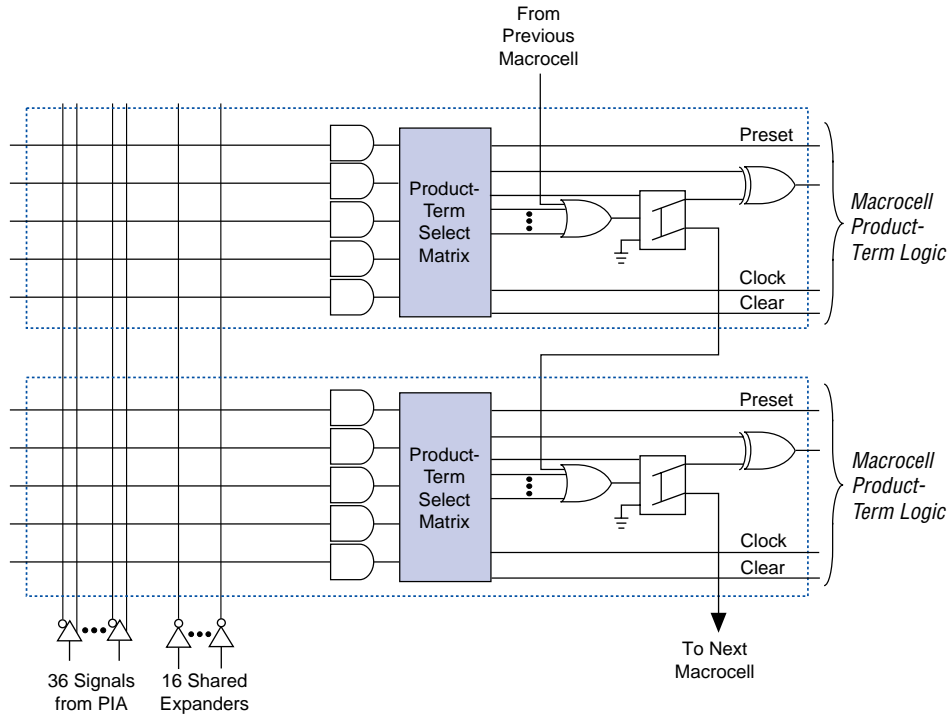 From
Previous
Macrocell
Preset
Product-
Term
Select
Matrix
Macrocell
Product-
Term Logic
Clock
Clear
Preset
Product-
Term
Select
Matrix
Macrocell
Product-
Term Logic
Clock
Clear
To Next
Macrocell
36 Signals
from PIA
16 Shared
Expanders